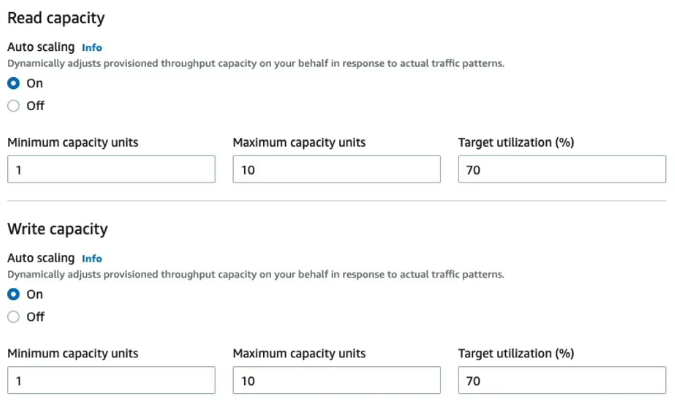 Read capacity
Auto scaling Info
Dynamically adjusts provisioned throughput capacity on your behalf in response to actual traffic patterns.
On
Off
Minimum capacity units Maximum capacity units Target utilization (%)
1 10 70
Write capacity
Auto scaling Info
Dynamically adjusts provisioned throughput capacity on your behalf in response to actual traffic patterns.
On
Off
Minimum capacity units Maximum capacity units Target utilization (%)
1 10 70